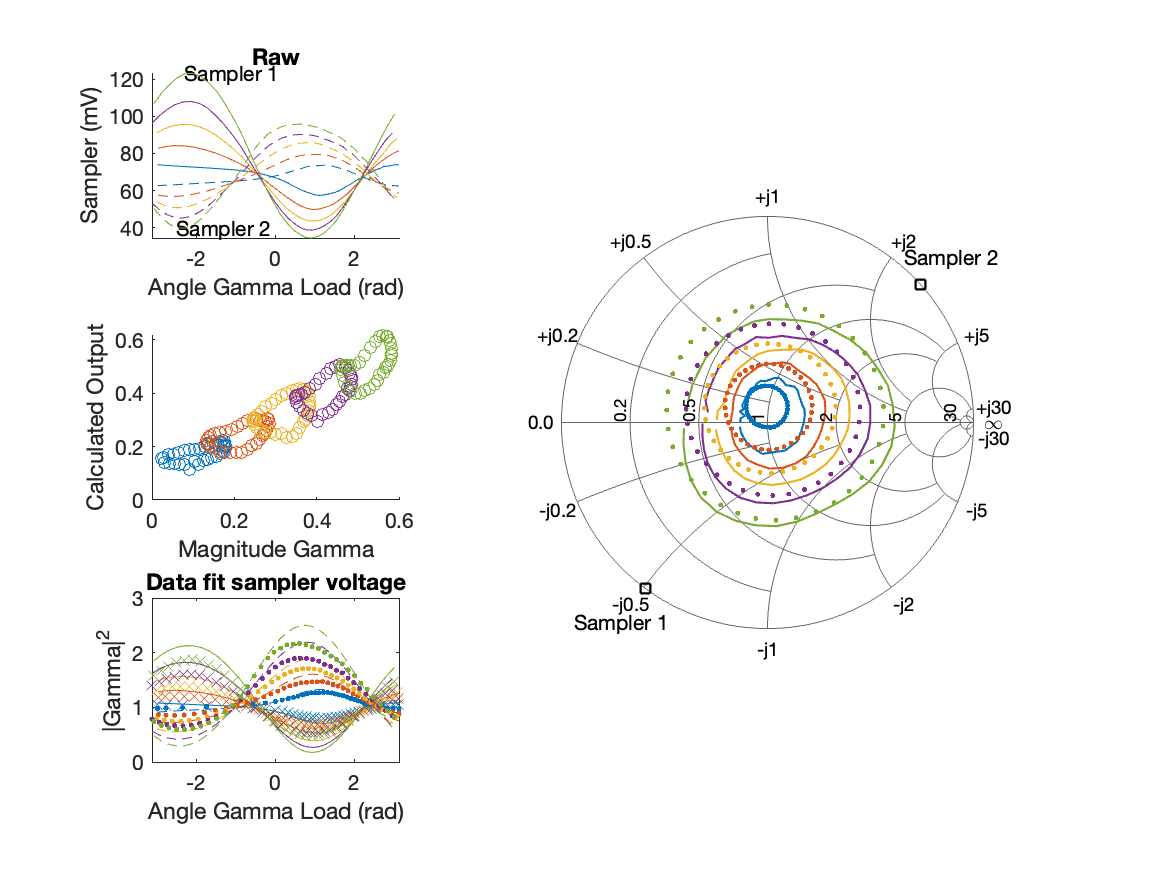 Raw
Sampler 1
120
100
80
60
40
Sampler (mV)
Sampler 2
-2
0
2
Angle Gamma Load (rad)
0.6
0.4
0.2
0
Calculated Output
0
0.2
0.4
0.6
Magnitude Gamma
Data fit sampler voltage
3
2
1
0
|Gamma|2
-2
0
2
Angle Gamma Load (rad)
+j1
+j0.5
+j2
Sampler 2
+j0.2
+j5
0.0
0.2
0.5
1
2
5
30
+j30
∞
-j30
-j0.2
-j5
-j0.5
Sampler 1
-j2
-j1